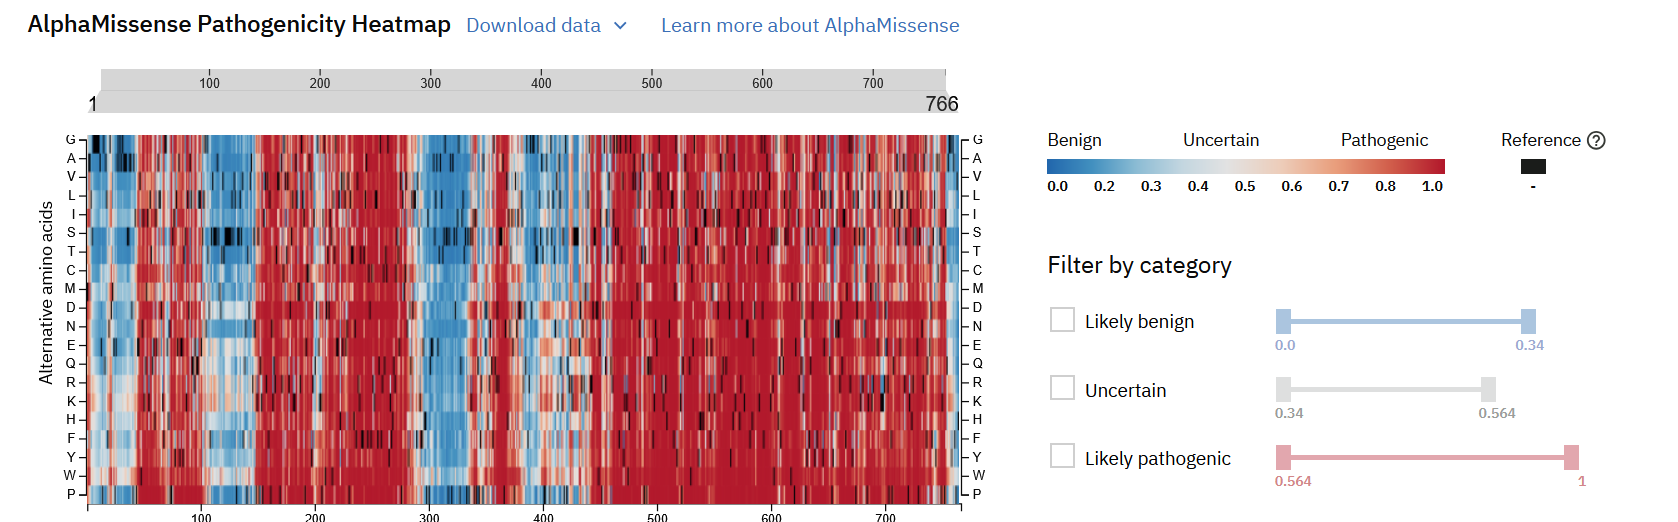 AlphaMissense Pathogenicity Heatmap Download data Learn more about AlphaMissense
100 200 300 400 500 600 700
1 766
Alternative amino acids
G G
A A
V V
L L
I I
S S
T T
C C
M M
D D
N N
E E
Q Q
R R
K K
H H
F F
Y Y
W W
P P
100 200 300 400 500 600 700
Benign Uncertain Pathogenic Reference ?
0.0 0.2 0.3 0.4 0.5 0.6 0.7 0.8 1.0 -
Filter by category
Likely benign
0.0 0.34
Uncertain
0.34 0.564
Likely pathogenic
0.564 1